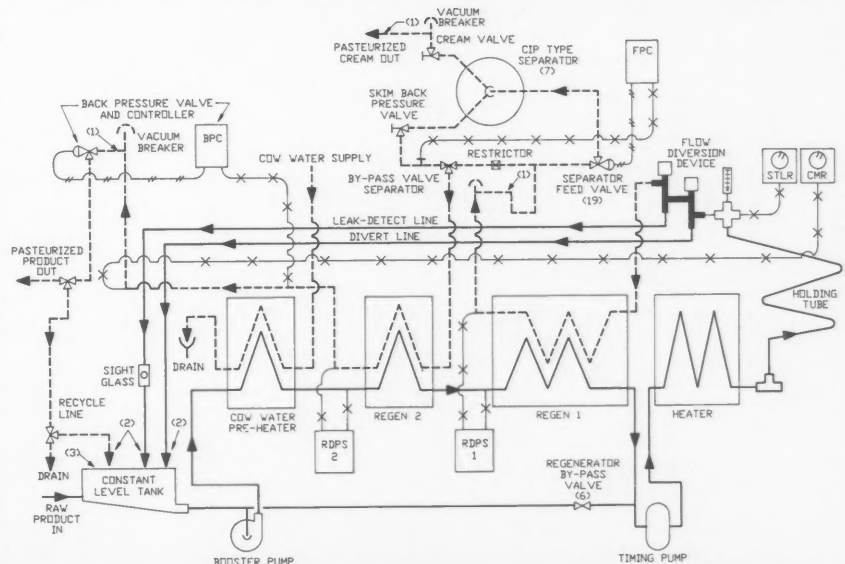 (1)
VACUUM
BREAKER
PASTEURIZED
CREAM OUT
CREAM VALVE
CIP TYPE
SEPARATOR
(7)
FPC
SKIM BACK
PRESSURE
VALVE
BACK PRESSURE VALVE
AND CONTROLLER
(1)
VACUUM
BREAKER
BPC
COW WATER SUPPLY
RESTRICTOR
BY-PASS VALVE
SEPARATOR
(1)
SEPARATOR
FEED VALVE
(19)
FLOW
DIVERSION
DEVICE
STLR
CMR
LEAK-DETECT LINE
DIVERT LINE
PASTEURIZED
PRODUCT
OUT
HOLDING
TUBE
DRAIN
SIGHT
GLASS
COW WATER
PRE-HEATER
REGEN 2
REGEN 1
HEATER
RECYCLE
LINE
(2)
(2)
(3)
DRAIN
CONSTANT
LEVEL TANK
RDPS
2
RDPS
1
REGENERATOR
BY-PASS
VALVE
(6)
RAW
PRODUCT
IN
BOOSTER PUMP
TIMING PUMP